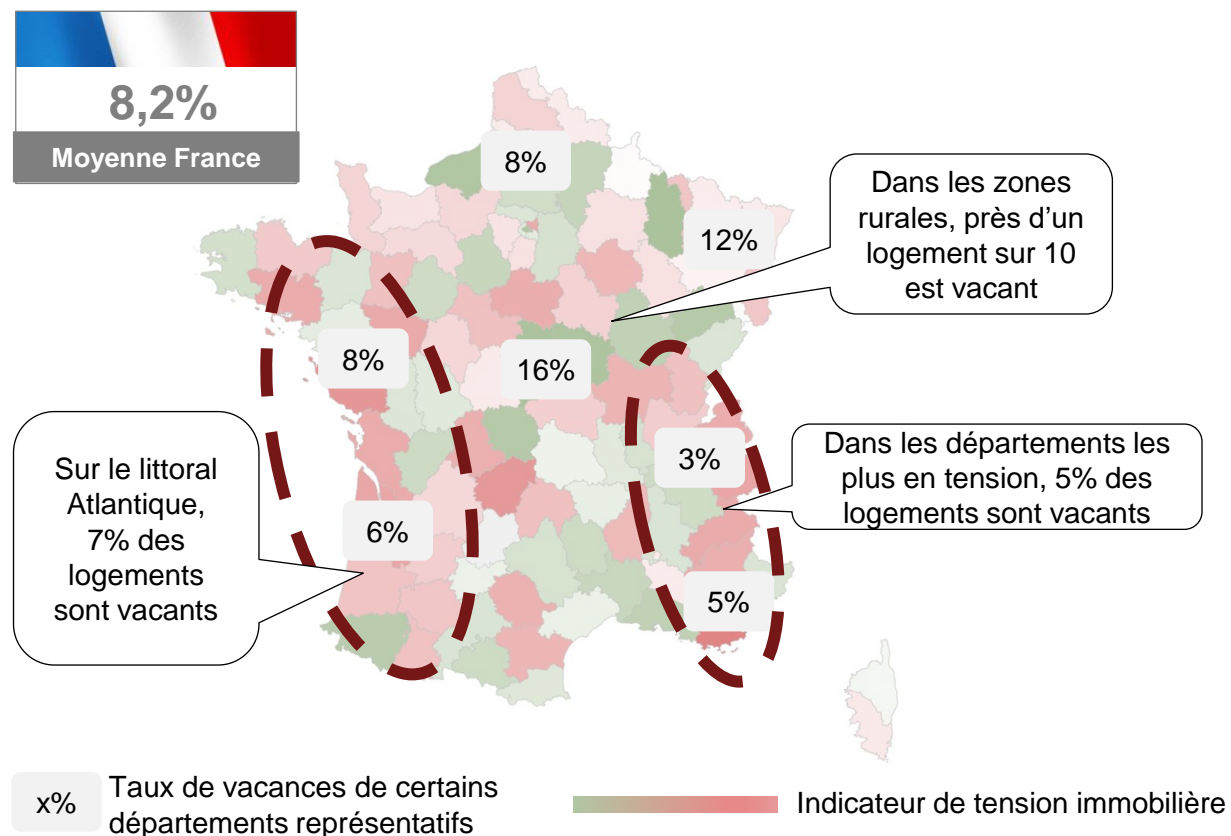 8,2%
Moyenne France
8%
12%
Dans les zones
rurales, près d’un
logement sur 10
est vacant
8%
16%
Sur le littoral
Atlantique,
7% des
logements
sont vacants
3%
Dans les départements les
plus en tension, 5% des
logements sont vacants
6%
5%
x%
Taux de vacances de certains
départements représentatifs
Indicateur de tension immobilière